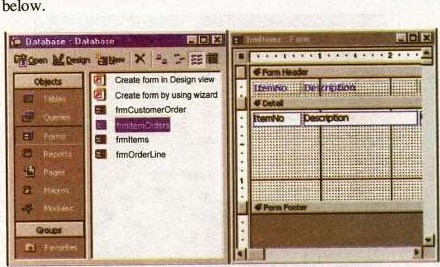 below.
Database : Database
Open Design New
Objects
Tables
Queries
Forms
Reports
Pages
Macros
Modules
Groups
Favorites
Create form in Design view
Create form by using wizard
frmCustomerOrder
frmItemOrders
frmItems
frmOrderLine
frmItems : Form
Form Header
ItemNo Description
Detail
ItemNo Description
Form Footer